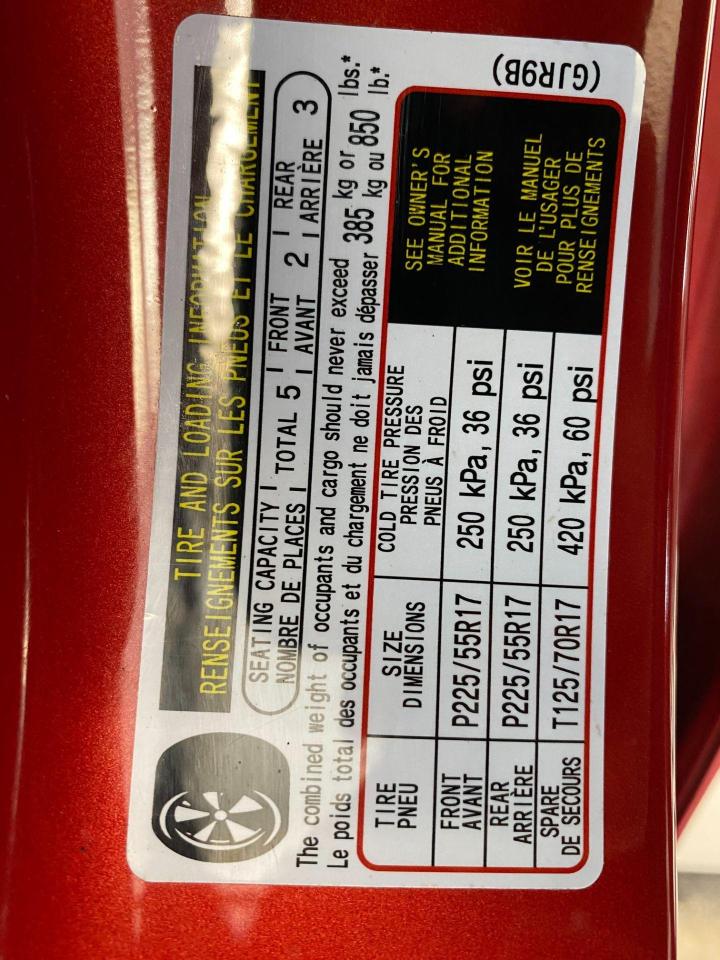 TIRE AND LOADING INFORMATION
RENSEIGNEMENTS SUR LES PNEUS ET LE CHARGEMENT
SEATING CAPACITY | TOTAL 5 | FRONT 2 | REAR 3
NOMBRE DE PLACES | AVANT | ARRIÈRE
The combined weight of occupants and cargo should never exceed 385 kg or 850 lbs.*
Le poids total des occupants et du chargement ne doit jamais dépasser 385 kg ou 850 lb.*
TIRE SIZE COLD TIRE PRESSURE
PNEU DIMENSIONS PRESSION DES
PNEUS À FROID
FRONT P225/55R17 250 kPa, 36 psi
AVANT
REAR P225/55R17 250 kPa, 36 psi
ARRIÈRE
SPARE T125/70R17 420 kPa, 60 psi
DE SECOURS
SEE OWNER'S
MANUAL FOR
ADDITIONAL
INFORMATION
VOIR LE MANUEL
DE L'USAGER
POUR PLUS DE
RENSEIGNEMENTS
(GJR9B)